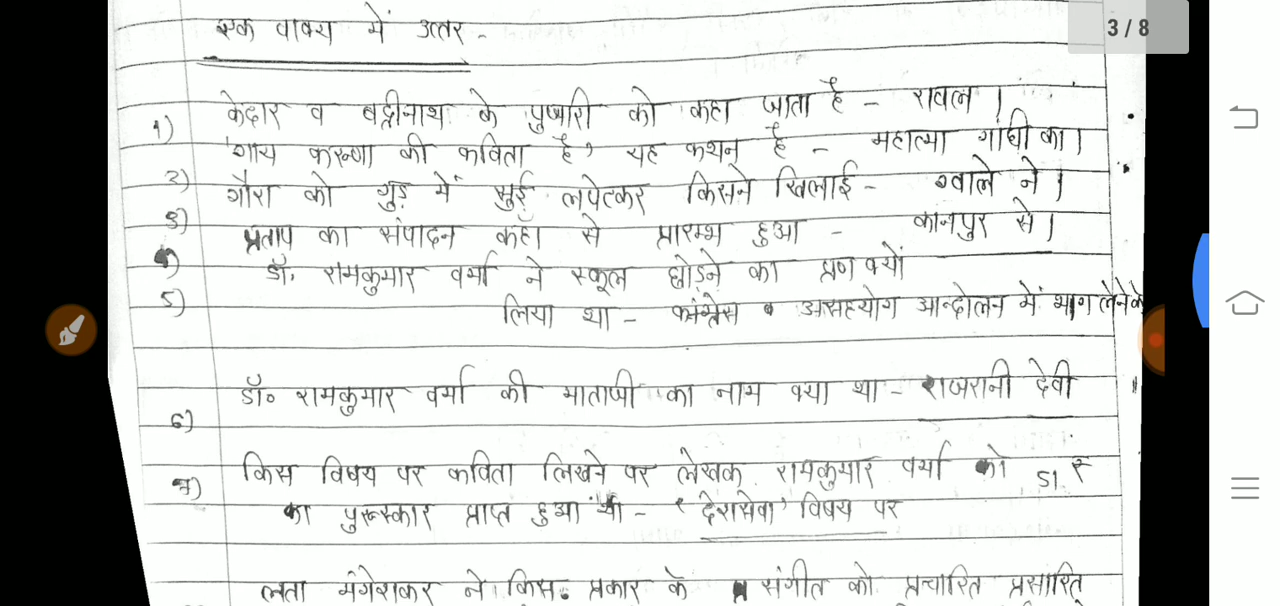 एक वाक्य में उत्तर -
3 / 8
1) केदार व बद्रीनाथ के पुजारी को कहा जाता है - रावल ।
2) 'गाय करुणा की कविता है' यह कथन है - महात्मा गांधी का ।
3) गौरा को गुड़ में सुई लपेटकर किसने खिलाई - ग्वाले ने ।
4) प्रताप का संपादन कहाँ से प्रारम्भ हुआ - कानपुर से ।
5) डॉ. रामकुमार वर्मा ने स्कूल छोड़ने का प्रण क्यों
लिया था - कांग्रेस असहयोग आन्दोलन में भाग लेने के
6) डॉ॰ रामकुमार वर्मा की माताजी का नाम क्या था - राजरानी देवी
7) किस विषय पर कविता लिखने पर लेखक रामकुमार वर्मा को 51 रु
का पुरुस्कार प्राप्त हुआ था - 'देशसेवा' विषय पर
लता मंगेशकर ने किस प्रकार के संगीत को प्रचारित प्रसारित